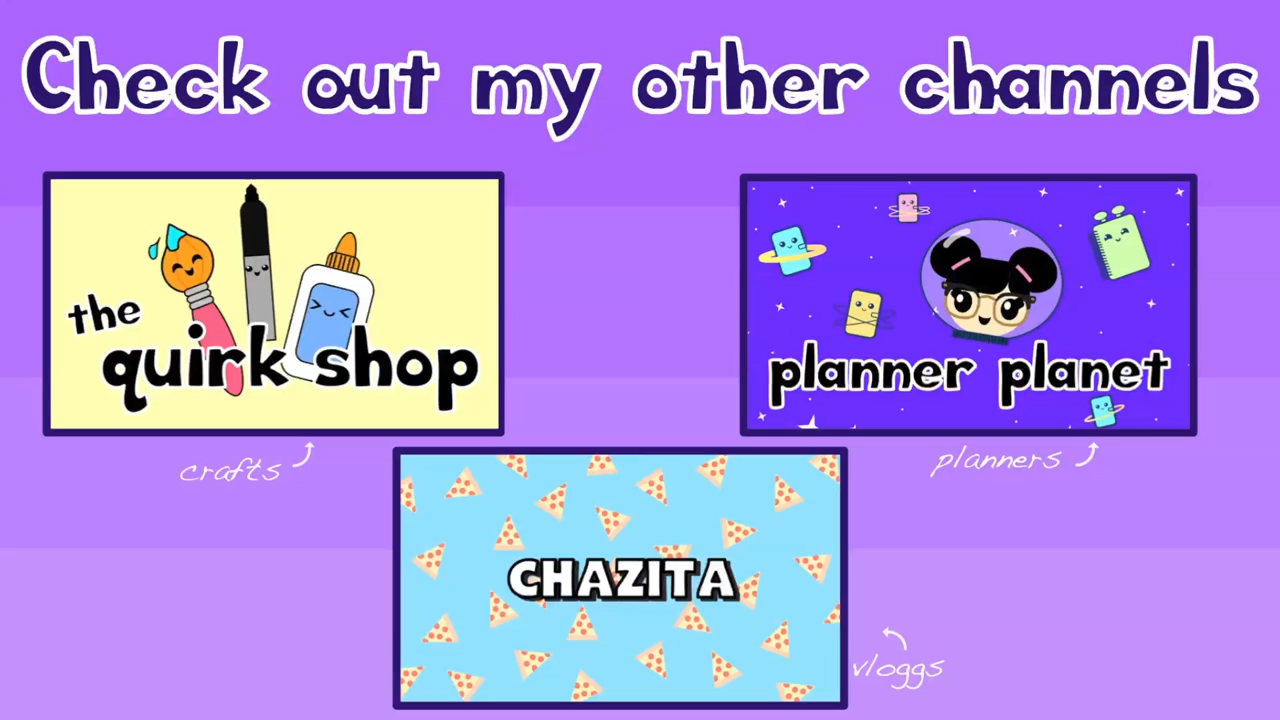 Check out my other channels
the
quirk shop
crafts
planner planet
planners
CHAZITA
vloggs